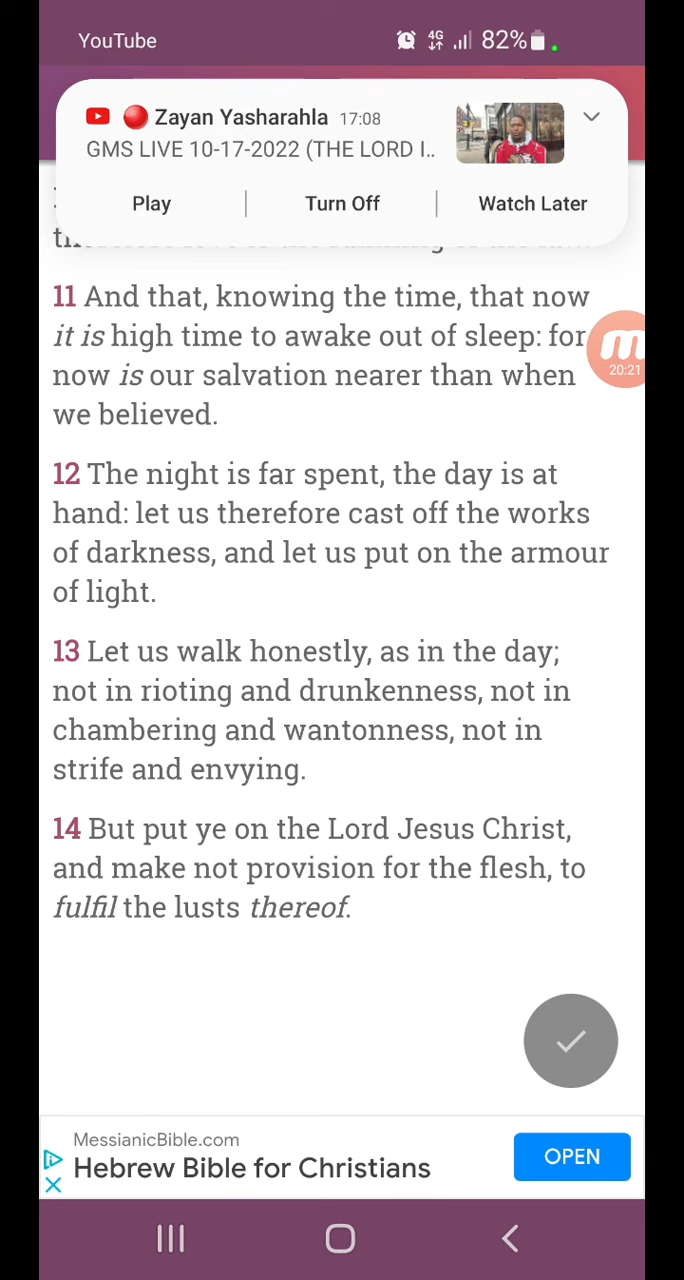 YouTube 4G 82%
Zayan Yasharahla 17:08
GMS LIVE 10-17-2022 (THE LORD I..
Play Turn Off Watch Later
11 And that, knowing the time, that now
it is high time to awake out of sleep: for
now is our salvation nearer than when
we believed.
20:21
12 The night is far spent, the day is at
hand: let us therefore cast off the works
of darkness, and let us put on the armour
of light.
13 Let us walk honestly, as in the day;
not in rioting and drunkenness, not in
chambering and wantonness, not in
strife and envying.
14 But put ye on the Lord Jesus Christ,
and make not provision for the flesh, to
fulfil the lusts thereof.
MessianicBible.com
Hebrew Bible for Christians
OPEN